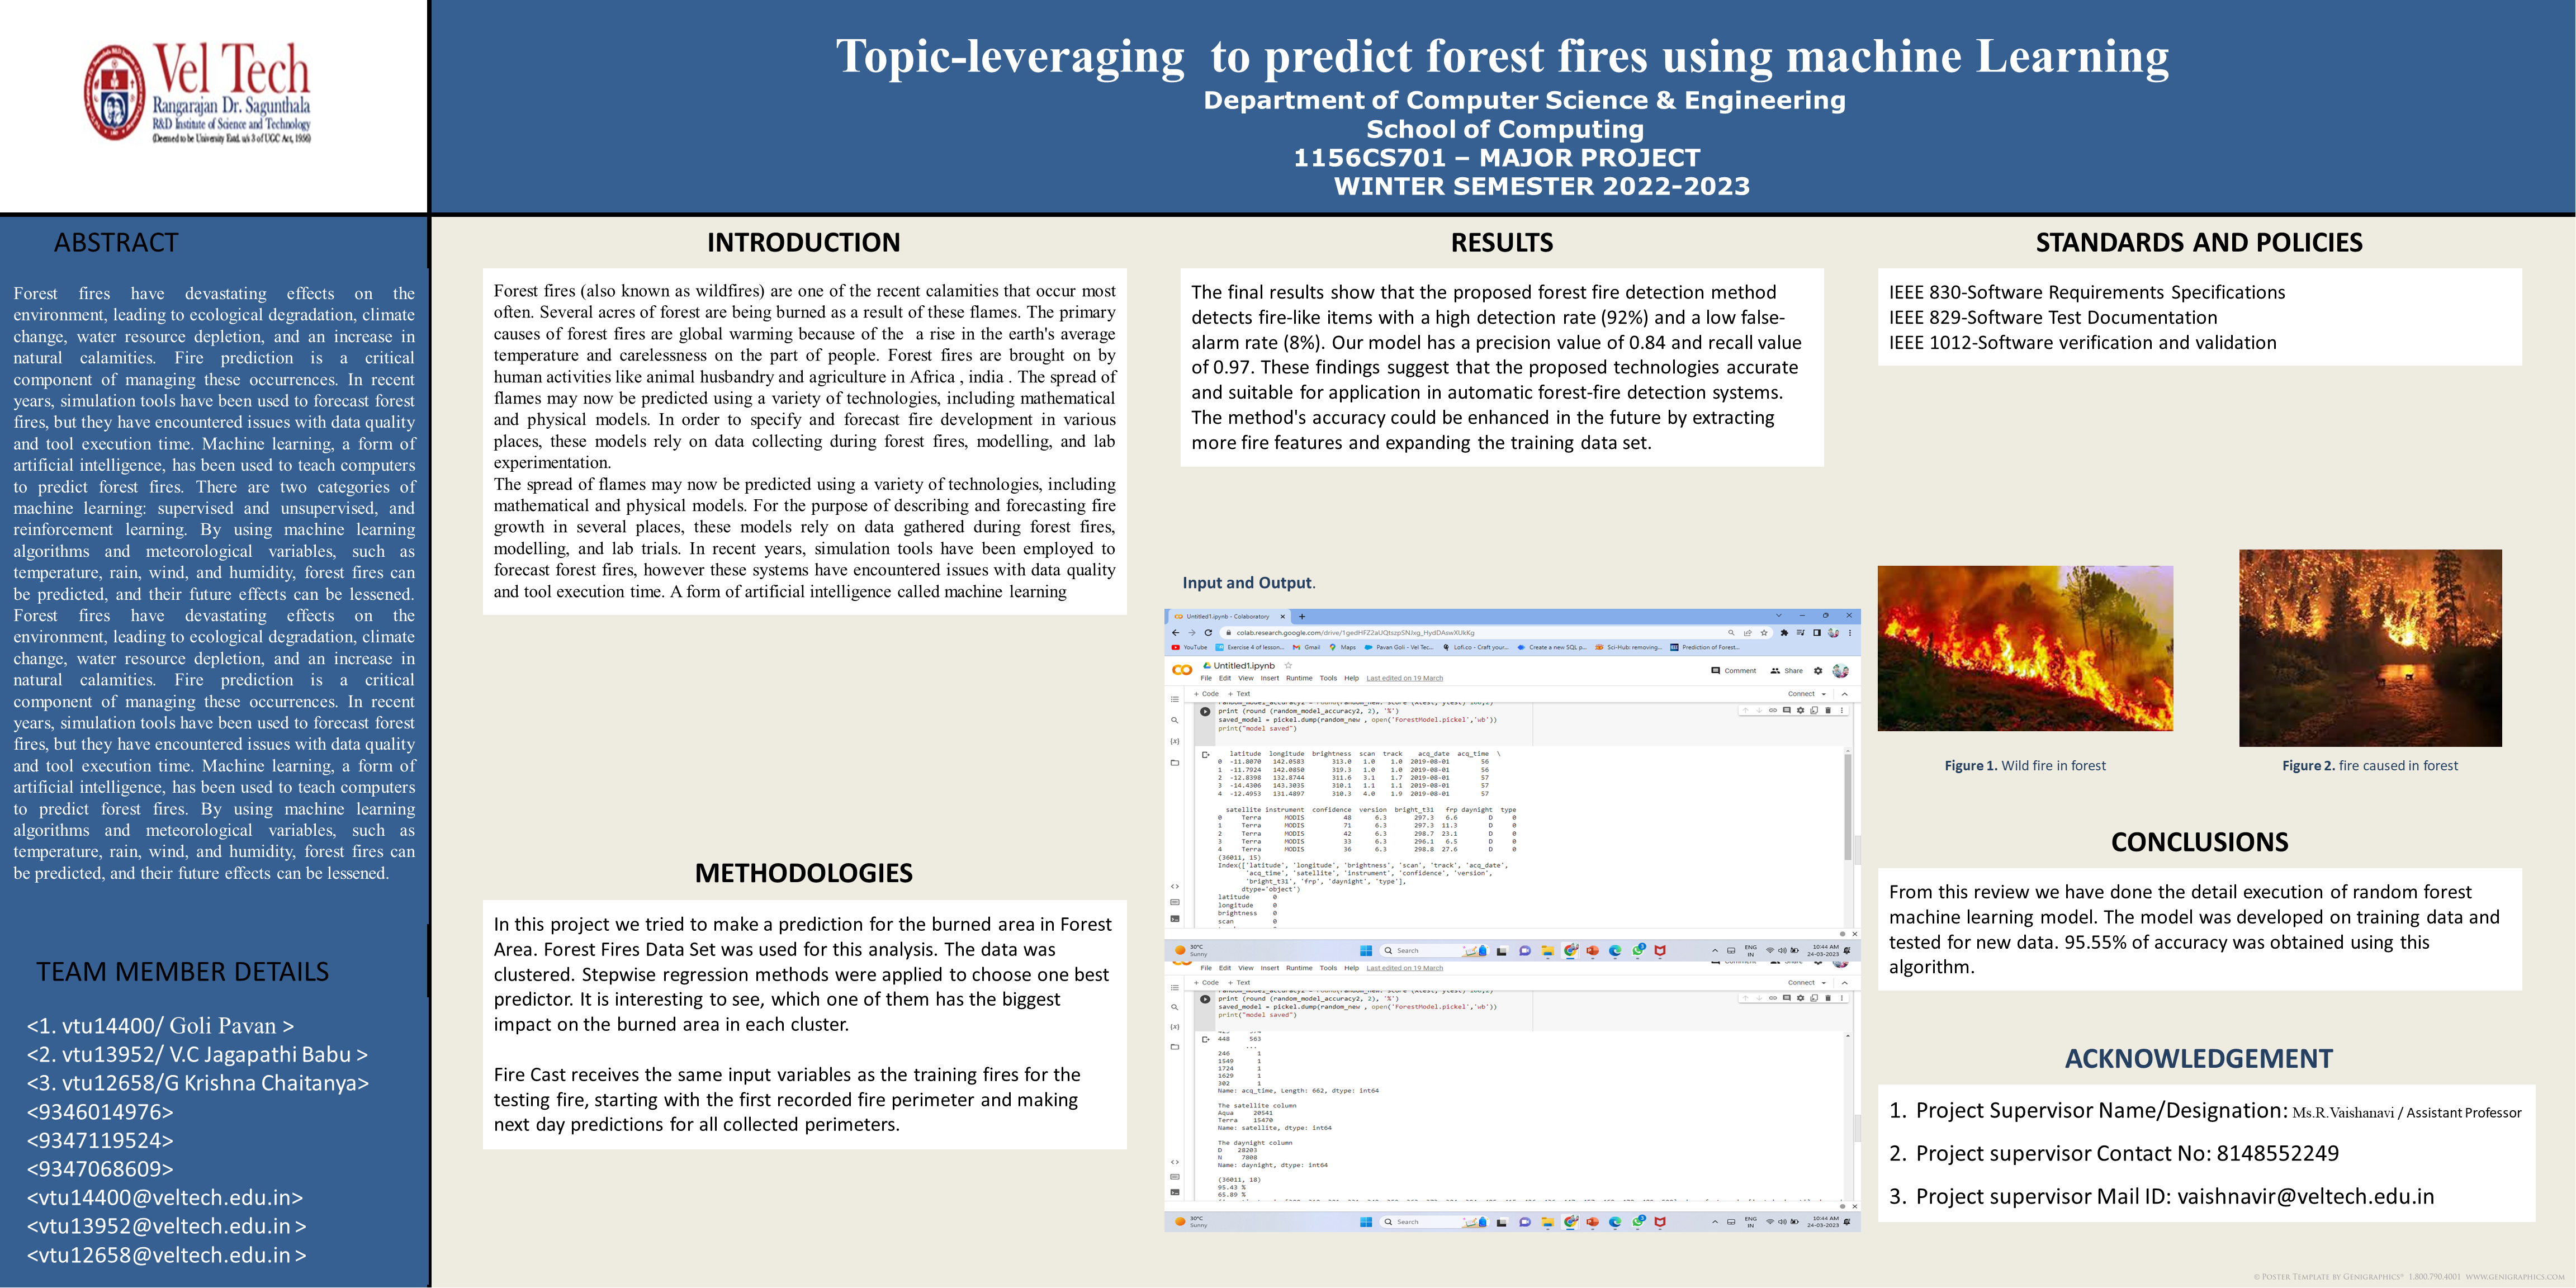 Vel Tech
Rangarajan Dr. Sagunthala
R&D Institute of Science and Technology
(Deemed to be University Estd. u/s 3 of UGC Act, 1956)
Topic-leveraging to predict forest fires using machine Learning
Department of Computer Science & Engineering
School of Computing
1156CS701 – MAJOR PROJECT
WINTER SEMESTER 2022-2023
ABSTRACT
Forest fires have devastating effects on the
environment, leading to ecological degradation, climate
change, water resource depletion, and an increase in
natural calamities. Fire prediction is a critical
component of managing these occurrences. In recent
years, simulation tools have been used to forecast forest
fires, but they have encountered issues with data quality
and tool execution time. Machine learning, a form of
artificial intelligence, has been used to teach computers
to predict forest fires. There are two categories of
machine learning: supervised and unsupervised, and
reinforcement learning. By using machine learning
algorithms and meteorological variables, such as
temperature, rain, wind, and humidity, forest fires can
be predicted, and their future effects can be lessened.
Forest fires have devastating effects on the
environment, leading to ecological degradation, climate
change, water resource depletion, and an increase in
natural calamities. Fire prediction is a critical
component of managing these occurrences. In recent
years, simulation tools have been used to forecast forest
fires, but they have encountered issues with data quality
and tool execution time. Machine learning, a form of
artificial intelligence, has been used to teach computers
to predict forest fires. By using machine learning
algorithms and meteorological variables, such as
temperature, rain, wind, and humidity, forest fires can
be predicted, and their future effects can be lessened.
TEAM MEMBER DETAILS
<1. vtu14400/ Goli Pavan >
<2. vtu13952/ V.C Jagapathi Babu >
<3. vtu12658/G Krishna Chaitanya>
<9346014976>
<9347119524>
<9347068609>
<vtu14400@veltech.edu.in>
<vtu13952@veltech.edu.in >
<vtu12658@veltech.edu.in >
INTRODUCTION
Forest fires (also known as wildfires) are one of the recent calamities that occur most
often. Several acres of forest are being burned as a result of these flames. The primary
causes of forest fires are global warming because of the a rise in the earth's average
temperature and carelessness on the part of people. Forest fires are brought on by
human activities like animal husbandry and agriculture in Africa , india . The spread of
flames may now be predicted using a variety of technologies, including mathematical
and physical models. In order to specify and forecast fire development in various
places, these models rely on data collecting during forest fires, modelling, and lab
experimentation.
The spread of flames may now be predicted using a variety of technologies, including
mathematical and physical models. For the purpose of describing and forecasting fire
growth in several places, these models rely on data gathered during forest fires,
modelling, and lab trials. In recent years, simulation tools have been employed to
forecast forest fires, however these systems have encountered issues with data quality
and tool execution time. A form of artificial intelligence called machine learning
METHODOLOGIES
In this project we tried to make a prediction for the burned area in Forest
Area. Forest Fires Data Set was used for this analysis. The data was
clustered. Stepwise regression methods were applied to choose one best
predictor. It is interesting to see, which one of them has the biggest
impact on the burned area in each cluster.
Fire Cast receives the same input variables as the training fires for the
testing fire, starting with the first recorded fire perimeter and making
next day predictions for all collected perimeters.
RESULTS
The final results show that the proposed forest fire detection method
detects fire-like items with a high detection rate (92%) and a low false-
alarm rate (8%). Our model has a precision value of 0.84 and recall value
of 0.97. These findings suggest that the proposed technologies accurate
and suitable for application in automatic forest-fire detection systems.
The method's accuracy could be enhanced in the future by extracting
more fire features and expanding the training data set.
Input and Output.
Untitled1.ipynb - Colaboratory
YouTube Exercise 4 of lesson... Gmail Maps Pavan Goli - Vel Tec... Lofi.co - Craft your... Create a new SQL p... Sci-Hub: removing... Prediction of Forest...
Untitled1.ipynb
Comment Share
File Edit View Insert Runtime Tools Help Last edited on 19 March
+ Code + Text Connect
print (round (random_model_accuracy2, 2), '%')
saved_model = pickel.dump(random_new , open('ForestModel.pickel','wb'))
print("model saved")
latitude longitude brightness scan track acq_date acq_time \
0 -11.8070 142.0583 313.0 1.0 1.0 2019-08-01 56
1 -11.7924 142.0850 319.3 1.0 1.0 2019-08-01 56
2 -12.8398 132.8744 311.6 3.1 1.7 2019-08-01 57
3 -14.4306 143.3035 310.1 1.1 1.1 2019-08-01 57
4 -12.4953 131.4897 310.3 4.0 1.9 2019-08-01 57
satellite instrument confidence version bright_t31 frp daynight type
0 Terra MODIS 48 6.3 297.3 6.6 D 0
1 Terra MODIS 71 6.3 297.3 11.3 D 0
2 Terra MODIS 42 6.3 298.7 23.1 D 0
3 Terra MODIS 33 6.3 296.1 6.5 D 0
4 Terra MODIS 36 6.3 298.8 27.6 D 0
(36011, 15)
Index(['latitude', 'longitude', 'brightness', 'scan', 'track', 'acq_date',
'acq_time', 'satellite', 'instrument', 'confidence', 'version',
'bright_t31', 'frp', 'daynight', 'type'],
dtype='object')
latitude 0
longitude 0
brightness 0
scan 0
30°C
Sunny
Search
ENG
IN
10:44 AM
24-03-2023
File Edit View Insert Runtime Tools Help Last edited on 19 March
+ Code + Text Connect
print (round (random_model_accuracy2, 2), '%')
saved_model = pickel.dump(random_new , open('ForestModel.pickel','wb'))
print("model saved")
448 563
...
246 1
1549 1
1724 1
1629 1
302 1
Name: acq_time, Length: 662, dtype: int64
The satellite column
Aqua 20541
Terra 15470
Name: satellite, dtype: int64
The daynight column
D 28203
N 7808
Name: daynight, dtype: int64
(36011, 18)
95.43 %
65.89 %
30°C
Sunny
Search
ENG
IN
10:44 AM
24-03-2023
STANDARDS AND POLICIES
IEEE 830-Software Requirements Specifications
IEEE 829-Software Test Documentation
IEEE 1012-Software verification and validation
Figure 1. Wild fire in forest
Figure 2. fire caused in forest
CONCLUSIONS
From this review we have done the detail execution of random forest
machine learning model. The model was developed on training data and
tested for new data. 95.55% of accuracy was obtained using this
algorithm.
ACKNOWLEDGEMENT
1. Project Supervisor Name/Designation: Ms.R.Vaishanavi / Assistant Professor
2. Project supervisor Contact No: 8148552249
3. Project supervisor Mail ID: vaishnavir@veltech.edu.in
© POSTER TEMPLATE BY GENIGRAPHICS® 1.800.790.4001 WWW.GENIGRAPHICS.COM